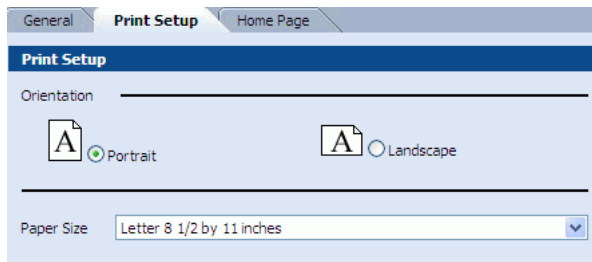 General Print Setup Home Page
Print Setup
Orientation
A Portrait A Landscape
Paper Size Letter 8 1/2 by 11 inches